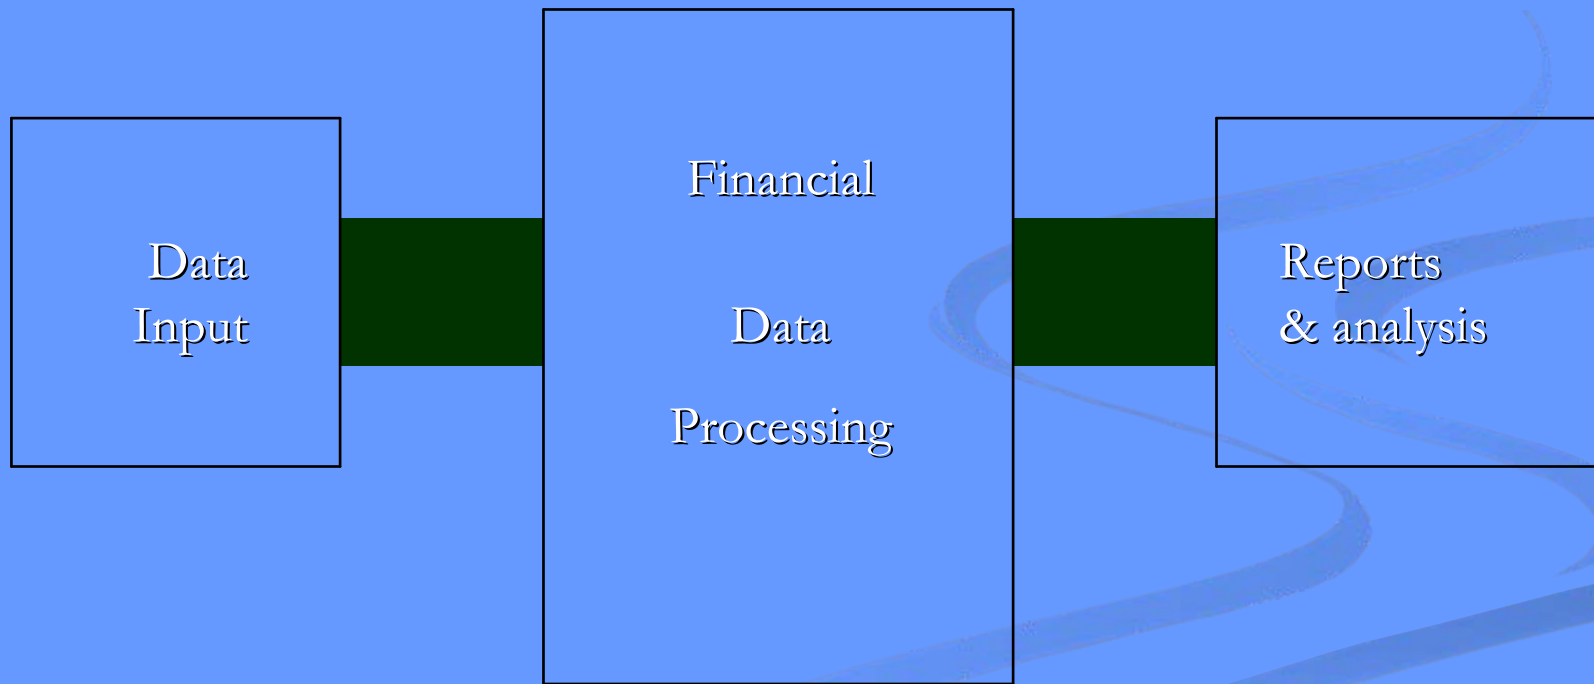 Data
Input
Financial
Data
Processing
Reports
& analysis